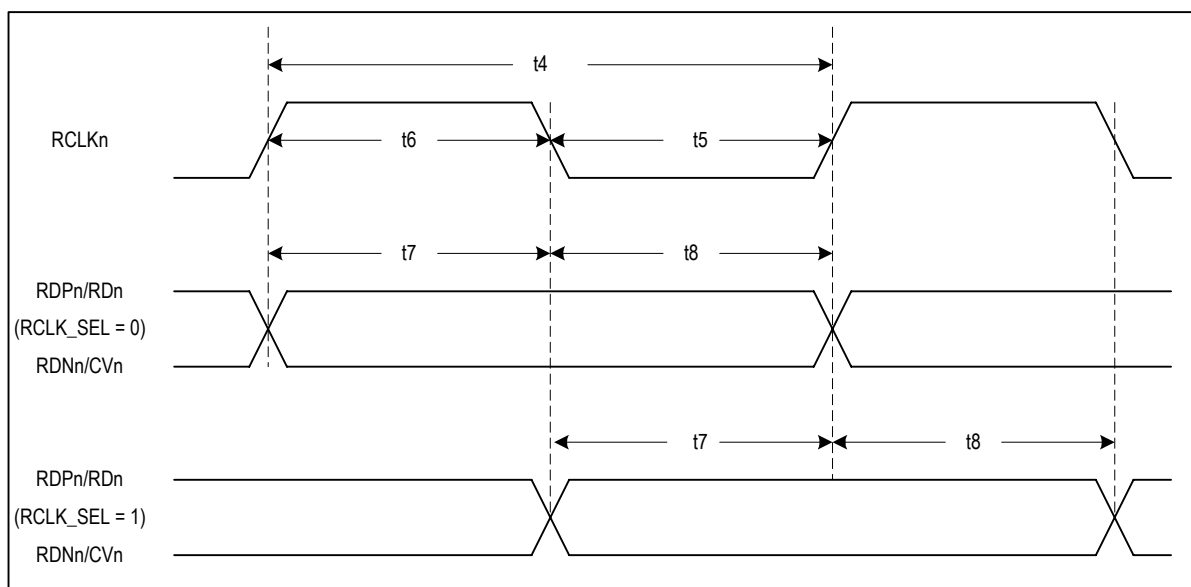 t4
RCLKn
t6
t5
t7
t8
RDPn/RDn
(RCLK_SEL = 0)
RDNn/CVn
t7
t8
RDPn/RDn
(RCLK_SEL = 1)
RDNn/CVn